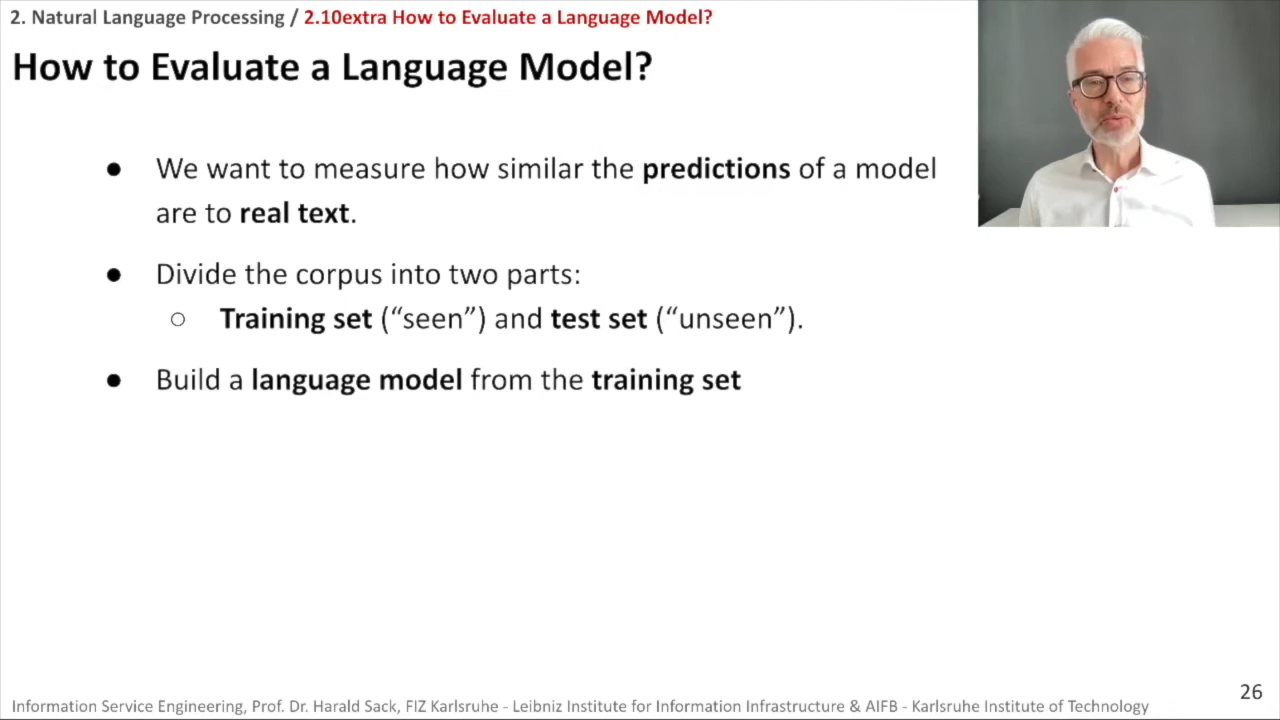 2. Natural Language Processing / 2.10extra How to Evaluate a Language Model?
How to Evaluate a Language Model?
● We want to measure how similar the predictions of a model
are to real text.
● Divide the corpus into two parts:
○ Training set (“seen”) and test set (“unseen”).
● Build a language model from the training set
26
Information Service Engineering, Prof. Dr. Harald Sack, FIZ Karlsruhe - Leibniz Institute for Information Infrastructure & AIFB - Karlsruhe Institute of Technology